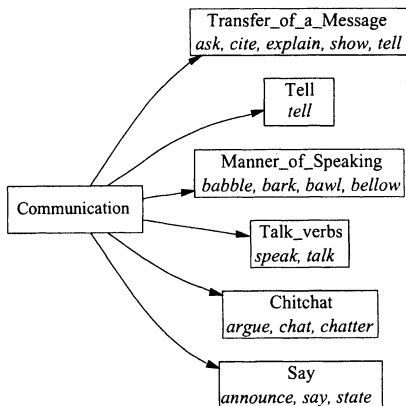 Transfer_of_a_Message
ask, cite, explain, show, tell
Tell
tell
Manner_of_Speaking
babble, bark, bawl, bellow
Communication
Talk_verbs
speak, talk
Chitchat
argue, chat, chatter
Say
announce, say, state